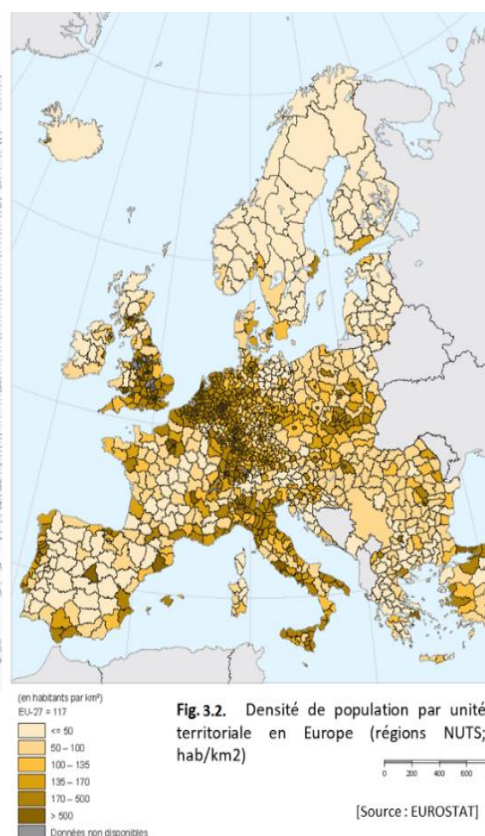 (en habitants par km²)
EU-27 = 117
<= 50
50 – 100
100 – 135
135 – 170
170 – 500
> 500
Données non disponibles
Fig. 3.2. Densité de population par unité
territoriale en Europe (régions NUTS;
hab/km2)
0 200 400 600
[Source : EUROSTAT]